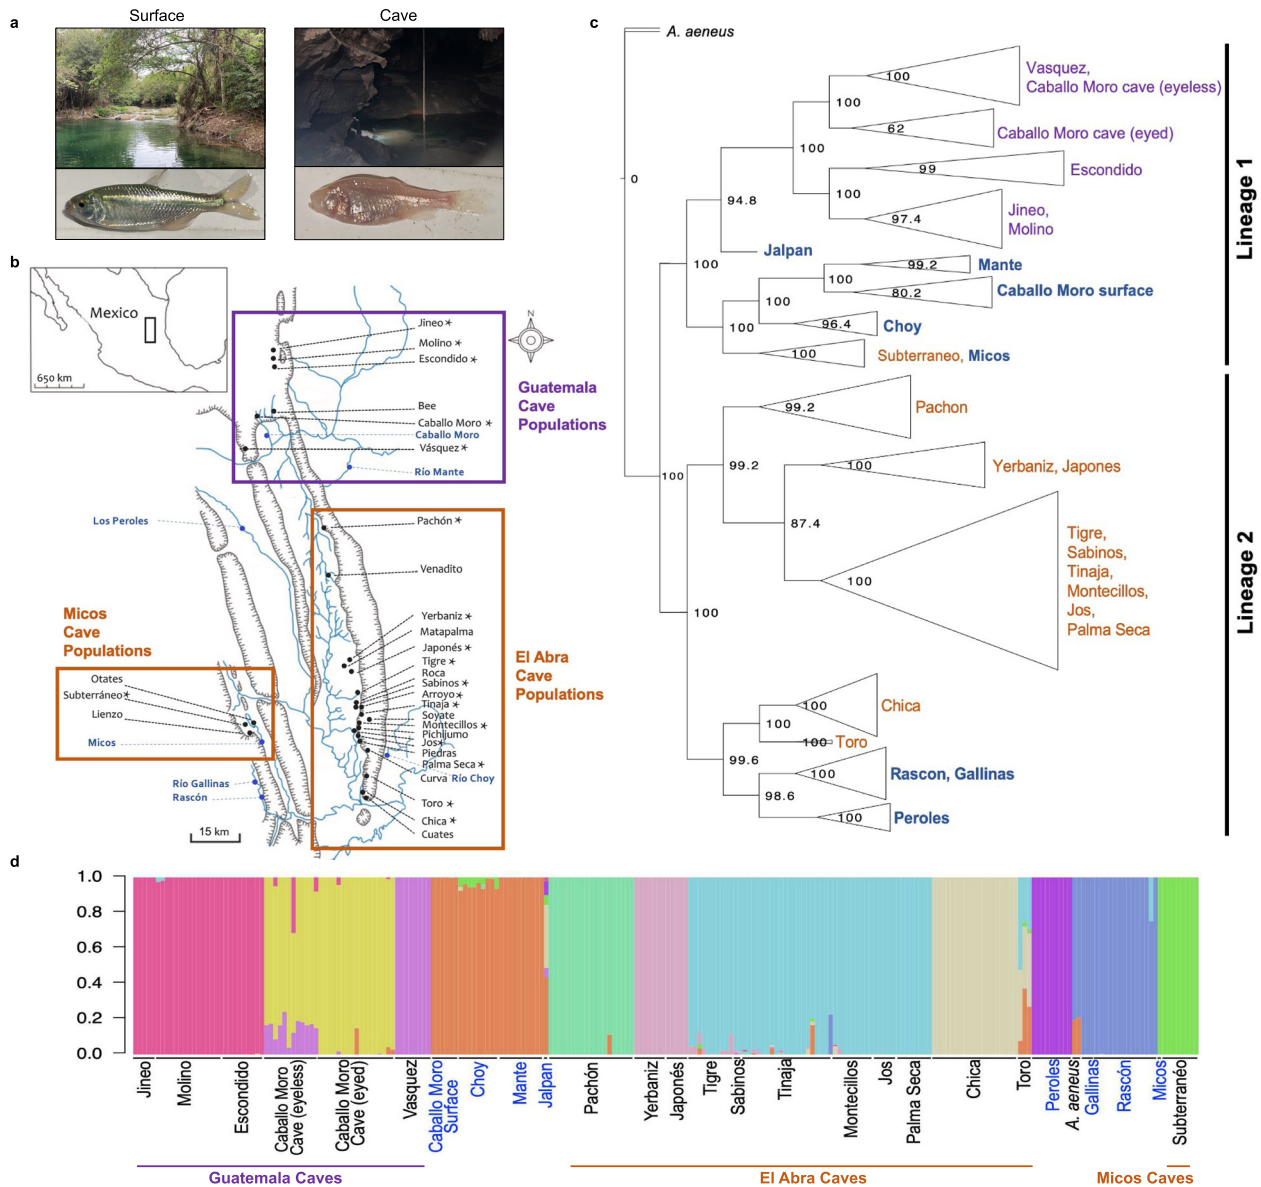 a
Surface
Cave
b
Mexico
650 km
N
Guatemala
Cave
Populations
Jineo *
Molino *
Escondido *
Bee
Caballo Moro *
Caballo Moro
Vásquez *
Río Mante
Los Peroles
Pachón *
Venadito
Micos
Cave
Populations
El Abra
Cave
Populations
Yerbaniz *
Matapalma
Japonés *
Tigre *
Roca
Sabinos *
Arroyo *
Tinaja *
Soyate
Montecillos *
Pichijumo
Jos *
Piedras
Palma Seca *
Curva
Río Choy
Toro *
Chica *
Cuates
Otates
Subterráneo *
Lienzo
Micos
Río Gallinas
Rascón
15 km
c
A. aeneus
0
100
Vasquez,
Caballo Moro cave (eyeless)
100
62
Caballo Moro cave (eyed)
100
99
Escondido
100
97.4
Jineo,
Molino
94.8
Jalpan
100
99.2
Mante
100
80.2
Caballo Moro surface
100
96.4
Choy
100
100
Subterraneo, Micos
Lineage 1
99.2
Pachon
99.2
100
Yerbaniz, Japones
100
87.4
100
Tigre,
Sabinos,
Tinaja,
Montecillos,
Jos,
Palma Seca
100
100
Chica
100
100
Toro
99.6
100
Rascon, Gallinas
98.6
100
Peroles
Lineage 2
d
1.0
0.8
0.6
0.4
0.2
0.0
Jineo
Molino
Escondido
Caballo Moro
Cave (eyeless)
Caballo Moro
Cave (eyed)
Vasquez
Caballo Moro
Surface
Choy
Mante
Jalpan
Pachón
Yerbaniz
Japonés
Tigre
Sabinos
Tinaja
Montecillos
Jos
Palma Seca
Chica
Toro
Peroles
A. aeneus
Gallinas
Rascón
Micos
Subterranéo
Guatemala Caves
El Abra Caves
Micos Caves